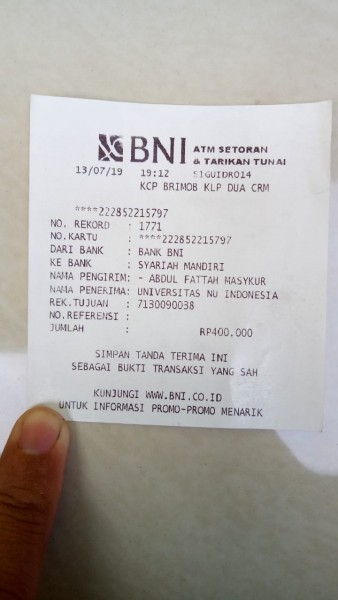 BNI ATM SETORAN
& TARIKAN TUNAI
13/07/19 19:12 S1GUIDR014
KCP BRIMOB KLP DUA CRM
****222852215797
NO. REKORD : 1771
NO.KARTU : ****222852215797
DARI BANK : BANK BNI
KE BANK : SYARIAH MANDIRI
NAMA PENGIRIM: - ABDUL FATTAH MASYKUR
NAMA PENERIMA: UNIVERSITAS NU INDONESIA
REK.TUJUAN : 7130090038
NO.REFERENSI :
JUMLAH : RP400.000
SIMPAN TANDA TERIMA INI
SEBAGAI BUKTI TRANSAKSI YANG SAH
KUNJUNGI WWW.BNI.CO.ID
UNTUK INFORMASI PROMO-PROMO MENARIK